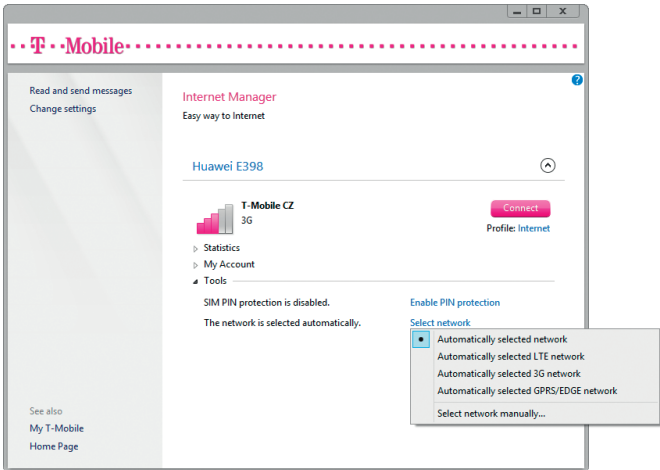 T··Mobile
Read and send messages
Change settings
Internet Manager
Easy way to Internet
Huawei E398
T-Mobile CZ
3G
Connect
Profile: Internet
Statistics
My Account
Tools
SIM PIN protection is disabled. Enable PIN protection
The network is selected automatically. Select network
Automatically selected network
Automatically selected LTE network
Automatically selected 3G network
Automatically selected GPRS/EDGE network
Select network manually...
See also
My T-Mobile
Home Page